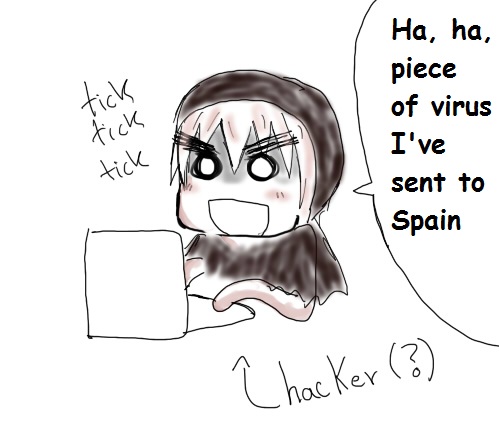 Ha, ha,
piece
of virus
I've
sent to
Spain
tick
tick
tick
hacker (?)